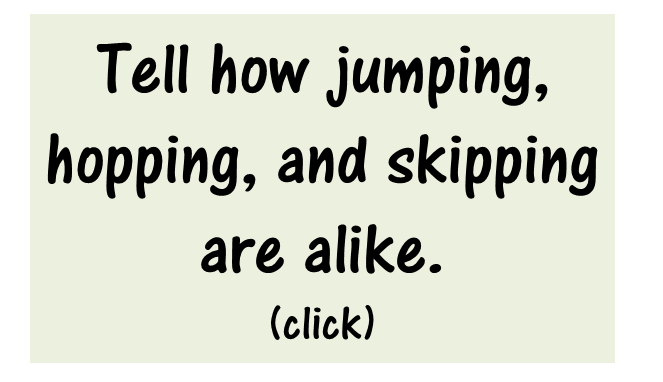 Tell how jumping,
hopping, and skipping
are alike.
(click)